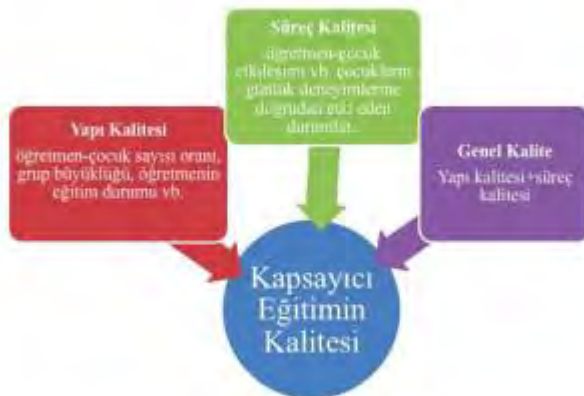 Süreç Kalitesi
öğretmen-çocuk
etkileşimi vb. çocukların
günlük deneyimlerine
doğrudan etki eden
durumlar..
Yapı Kalitesi
öğretmen-çocuk sayısı oranı,
grup büyüklüğü, öğretmenin
eğitim durumu vb.
Genel Kalite
Yapı kalitesi+süreç
kalitesi
Kapsayıcı
Eğitimin
Kalitesi